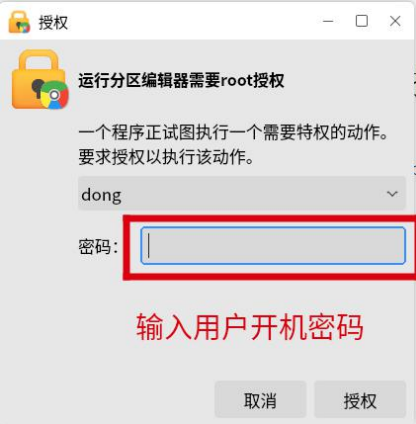 授权
运行分区编辑器需要root授权
一个程序正试图执行一个需要特权的动作。
要求授权以执行该动作。
dong
密码:
输入用户开机密码
取消 授权